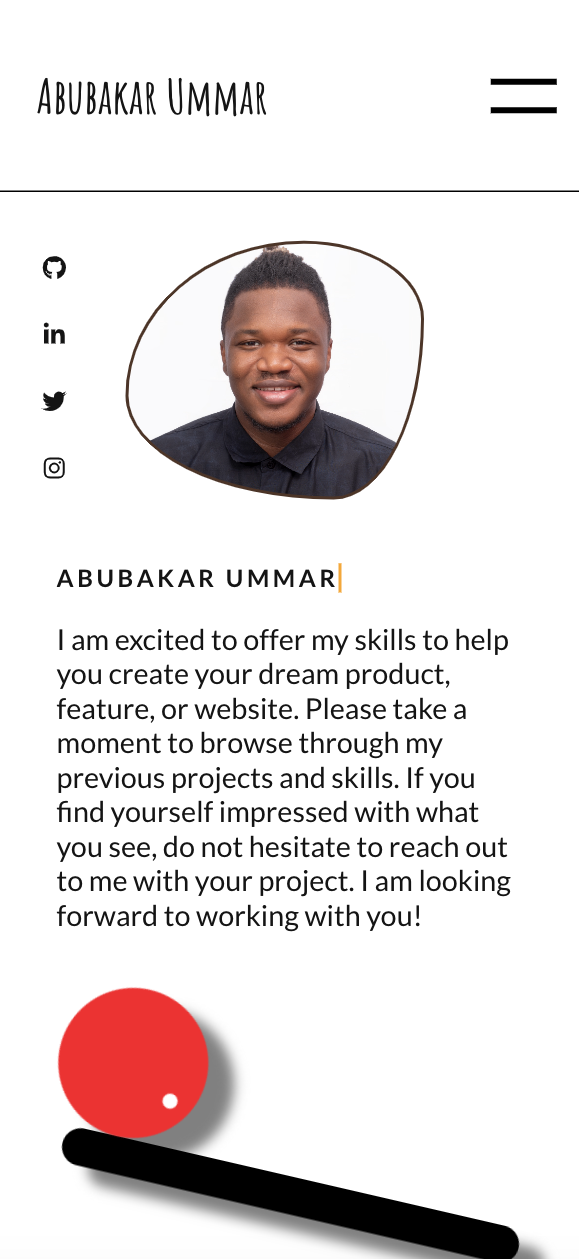 Abubakar Ummar
in
ABUBAKAR UMMAR
I am excited to offer my skills to help
you create your dream product,
feature, or website. Please take a
moment to browse through my
previous projects and skills. If you
find yourself impressed with what
you see, do not hesitate to reach out
to me with your project. I am looking
forward to working with you!